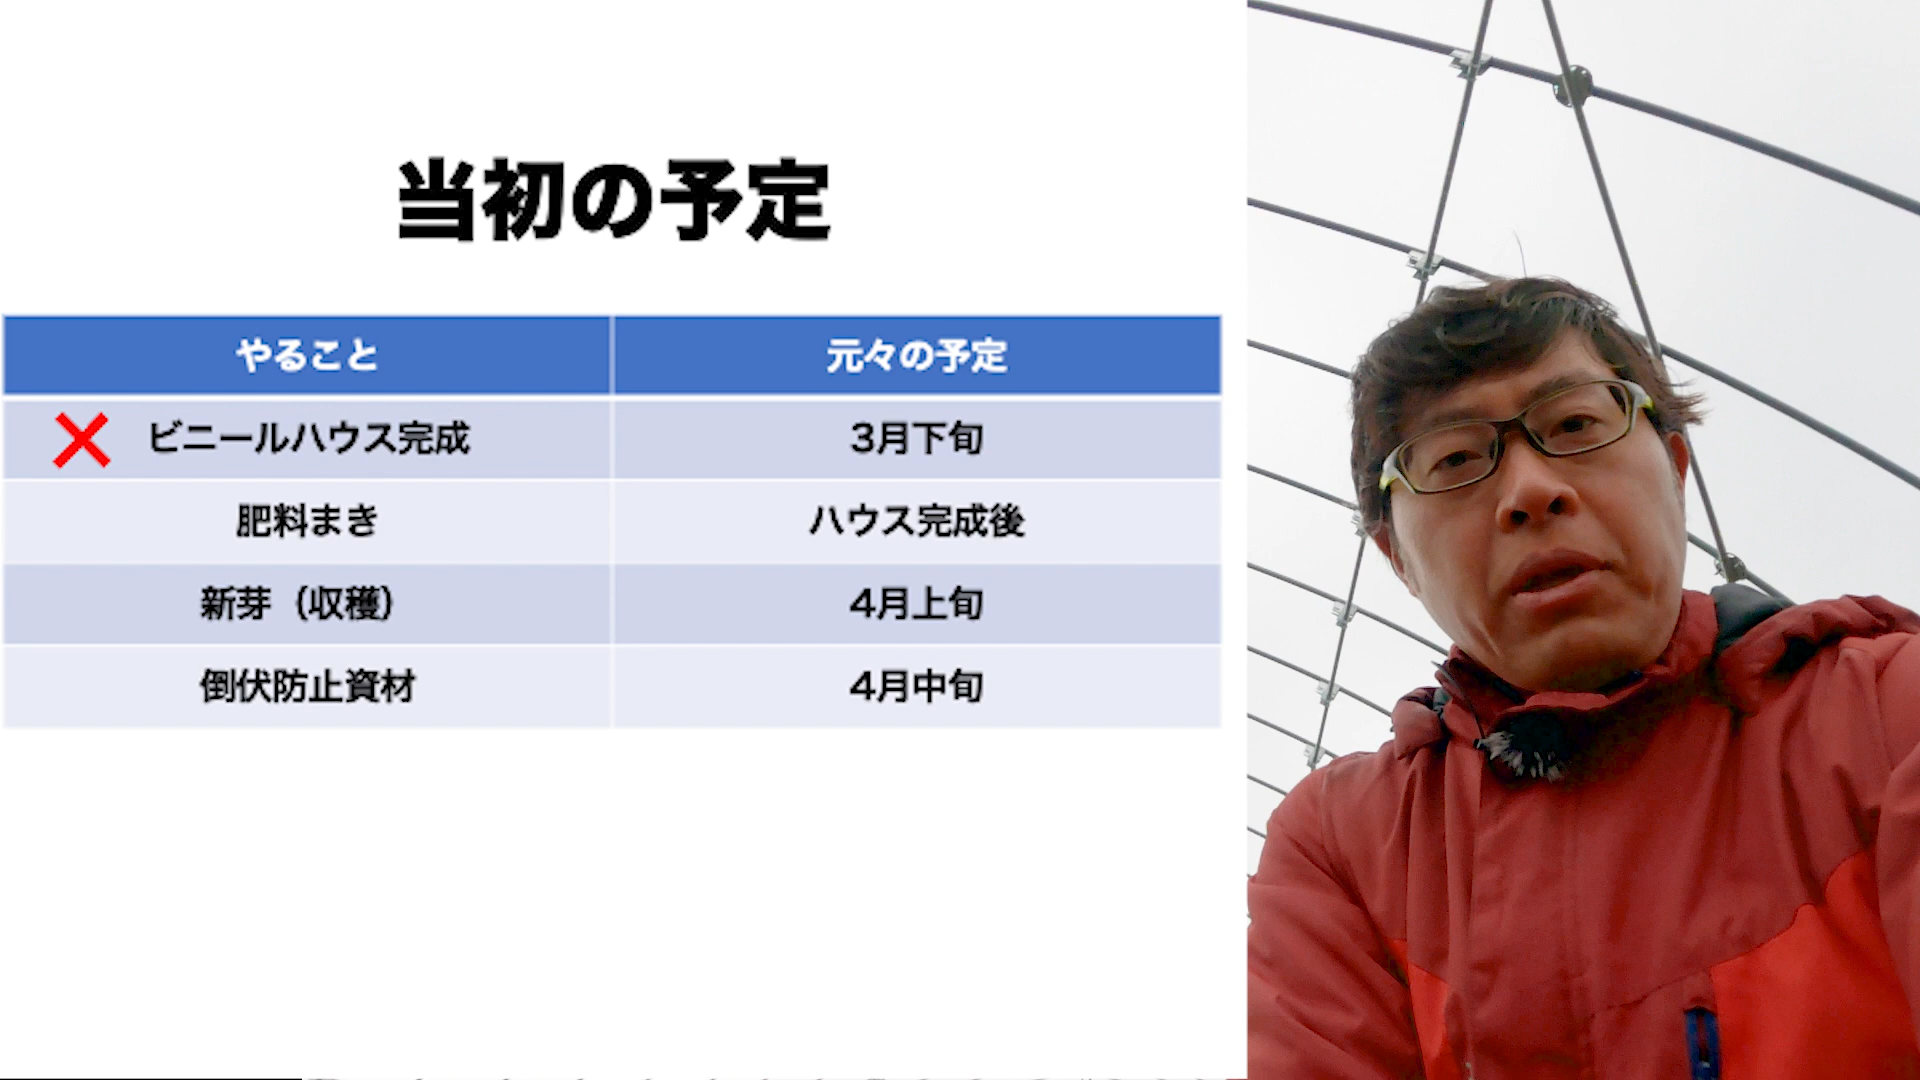 当初の予定
やること 元々の予定
ビニールハウス完成 3月下旬
肥料まき ハウス完成後
新芽（収穫） 4月上旬
倒伏防止資材 4月中旬